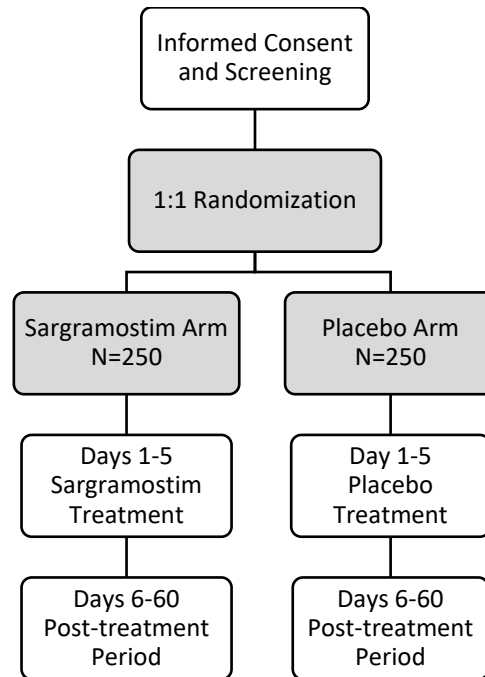 Informed Consent
and Screening
1:1 Randomization
Sargramostim Arm
N=250
Placebo Arm
N=250
Days 1-5
Sargramostim
Treatment
Day 1-5
Placebo
Treatment
Days 6-60
Post-treatment
Period
Days 6-60
Post-treatment
Period